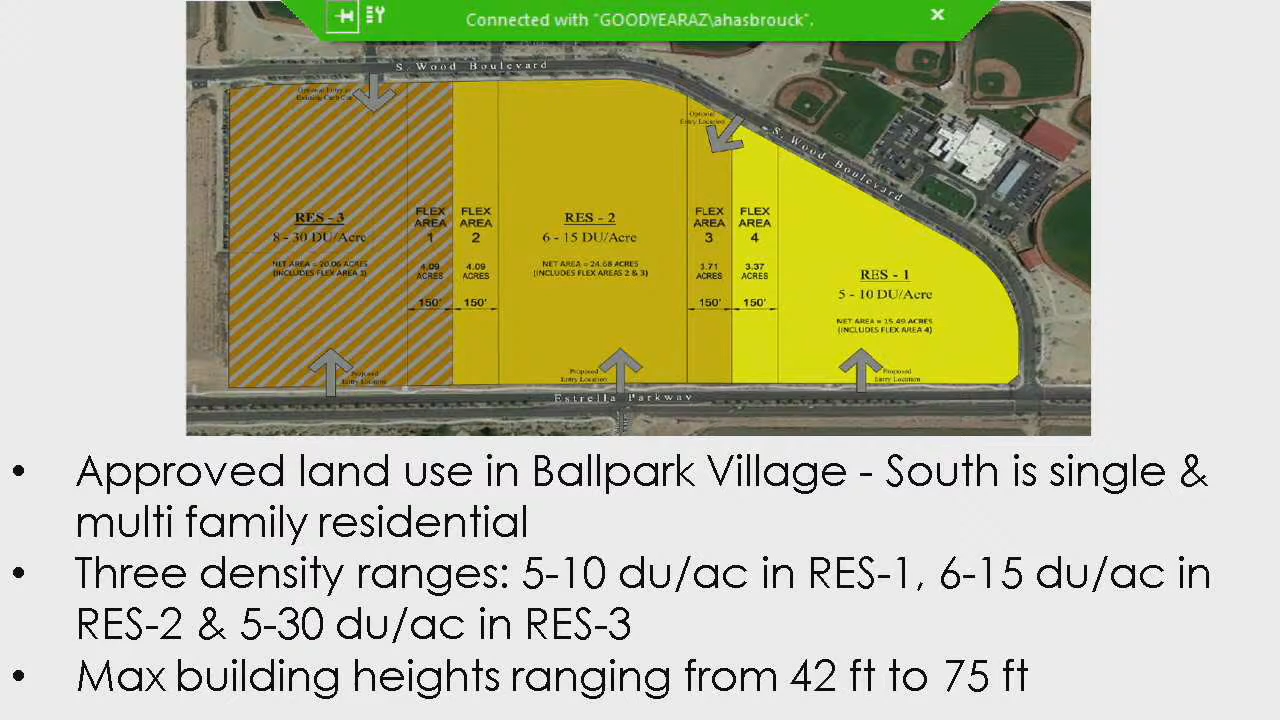 Connected with "GOODYEARAZ\ahasbrouck".
S. Wood Boulevard
Optional Entry at
Existing Curb Cut
Optional
Entry Location
S. Wood Boulevard
RES - 3
8 - 30 DU/Acre
NET AREA = 20.06 ACRES
(INCLUDES FLEX AREA 1)
FLEX
AREA
1
4.09
ACRES
150'
FLEX
AREA
2
4.09
ACRES
150'
RES - 2
6 - 15 DU/Acre
NET AREA = 24.68 ACRES
(INCLUDES FLEX AREAS 2 & 3)
FLEX
AREA
3
3.71
ACRES
150'
FLEX
AREA
4
3.37
ACRES
150'
RES - 1
5 - 10 DU/Acre
NET AREA = 15.49 ACRES
(INCLUDES FLEX AREA 4)
Proposed
Entry Location
Proposed
Entry Location
Proposed
Entry Location
Estrella Parkway
• Approved land use in Ballpark Village - South is single &
multi family residential
• Three density ranges: 5-10 du/ac in RES-1, 6-15 du/ac in
RES-2 & 5-30 du/ac in RES-3
• Max building heights ranging from 42 ft to 75 ft